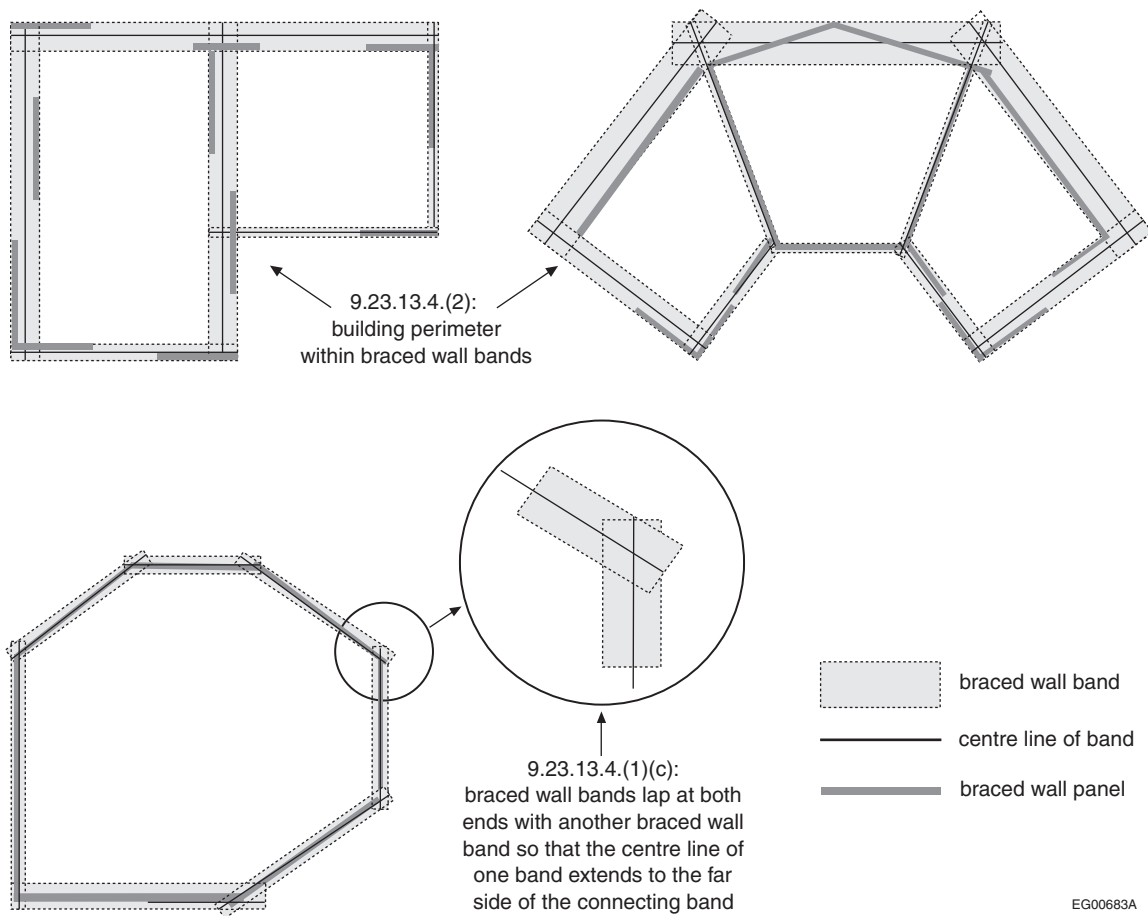 9.23.13.4.(2):
building perimeter
within braced wall bands
9.23.13.4.(1)(c):
braced wall bands lap at both
ends with another braced wall
band so that the centre line of
one band extends to the far
side of the connecting band
braced wall band
centre line of band
braced wall panel
EG00683A